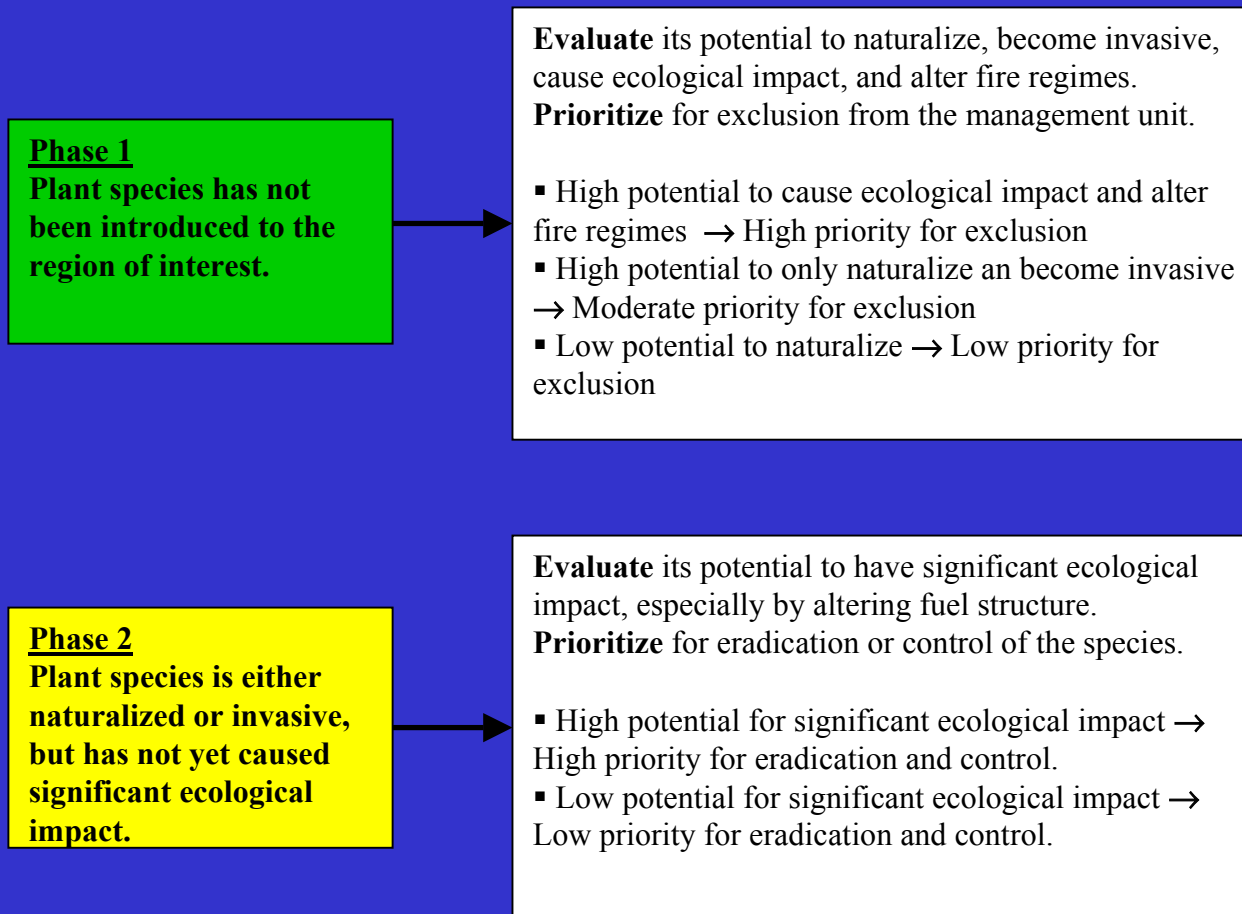 Phase 1
Plant species has not
been introduced to the
region of interest.
Evaluate its potential to naturalize, become invasive,
cause ecological impact, and alter fire regimes.
Prioritize for exclusion from the management unit.
▪ High potential to cause ecological impact and alter
fire regimes → High priority for exclusion
▪ High potential to only naturalize an become invasive
→ Moderate priority for exclusion
▪ Low potential to naturalize → Low priority for
exclusion
Phase 2
Plant species is either
naturalized or invasive,
but has not yet caused
significant ecological
impact.
Evaluate its potential to have significant ecological
impact, especially by altering fuel structure.
Prioritize for eradication or control of the species.
▪ High potential for significant ecological impact →
High priority for eradication and control.
▪ Low potential for significant ecological impact →
Low priority for eradication and control.